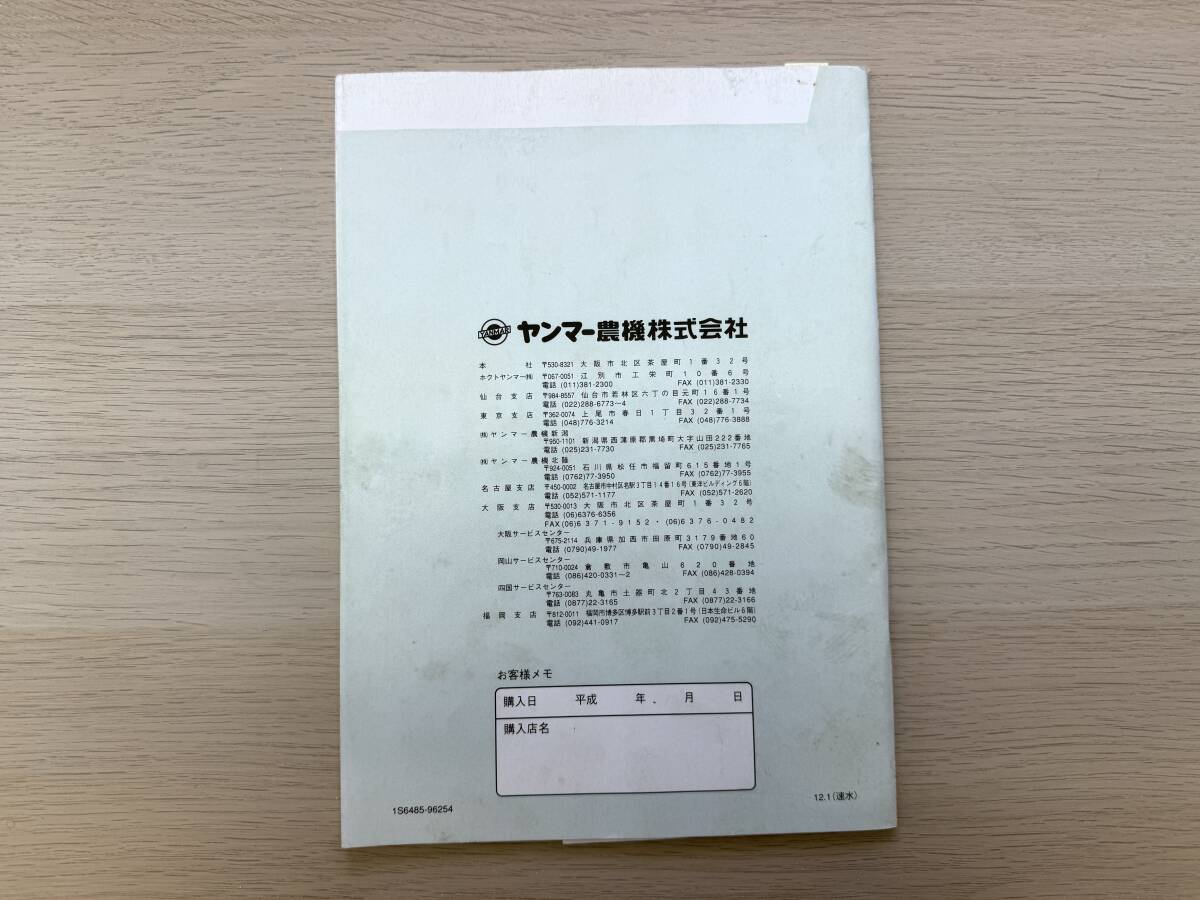 YANMAR ヤンマー農機株式会社
本社 〒530-8321 大阪市北区茶屋町1番32号
ホクトヤンマー㈱ 〒067-0051 江別市工栄町10番6号
電話 (011)381-2300 FAX (011)381-2330
仙台支店 〒984-8557 仙台市若林区六丁の目元町16番1号
電話 (022)288-6773~4 FAX (022)288-7734
東京支店 〒362-0074 上尾市春日1丁目32番1号
電話 (048)776-3214 FAX (048)776-3888
㈱ヤンマー農機新潟
〒950-1101 新潟県西蒲原郡黒埼町大字山田222番地
電話 (025)231-7730 FAX (025)231-7765
㈱ヤンマー農機北陸
〒924-0051 石川県松任市福留町615番地1号
電話 (0762)77-3950 FAX (0762)77-3955
名古屋支店 〒450-0002 名古屋市中村区名駅3丁目14番16号(東洋ビルディング6階)
電話 (052)571-1177 FAX (052)571-2620
大阪支店 〒530-0013 大阪市北区茶屋町1番32号
電話 (06)6376-6356
FAX(06)6371-9152・(06)6376-0482
大阪サービスセンター
〒675-2114 兵庫県加西市田原町3179番地60
電話 (0790)49-1977 FAX (0790)49-2845
岡山サービスセンター
〒710-0024 倉敷市亀山620番地
電話 (086)420-0331~2 FAX (086)428-0394
四国サービスセンター
〒763-0083 丸亀市土器町北2丁目43番地
電話 (0877)22-3165 FAX (0877)22-3166
福岡支店 〒812-0011 福岡市博多区博多駅前3丁目2番1号(日本生命ビル6階)
電話 (092)441-0917 FAX (092)475-5290
お客様メモ
購入日 平成 年 月 日
購入店名
1S6485-96254
12.1(速水)